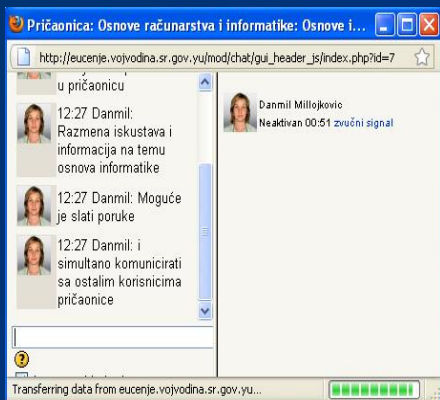 Pričaonica: Osnove računarstva i informatike: Osnove i...
http://eucenje.vojvodina.sr.gov.yu/mod/chat/gui_header_js/index.php?id=7
u pričaonicu
12:27 Danmil:
Razmena iskustava i
informacija na temu
osnova informatike
12:27 Danmil: Moguće
je slati poruke
12:27 Danmil: i
simultano komunicirati
sa ostalim korisnicima
pričaonice
Danmil Millojkovic
Neaktivan 00:51 zvučni signal
?
Transferring data from eucenje.vojvodina.sr.gov.yu...